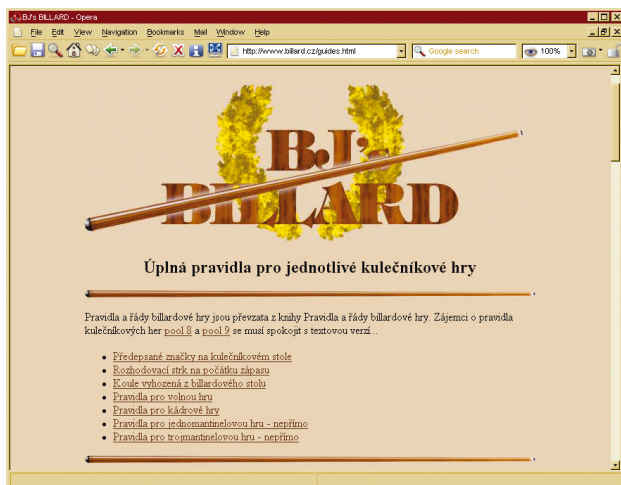 BJ's BILLARD - Opera
File Edit View Navigation Bookmarks Mail Window Help
http://www.billard.cz/guides.html
Google search
100%
BJ's
BILLARD
Úplná pravidla pro jednotlivé kulečníkové hry
Pravidla a řády billardové hry jsou převzata z knihy Pravidla a řády billardové hry. Zájemci o pravidla
kulečníkových her pool 8 a pool 9 se musí spokojit s textovou verzí...
Předepsané značky na kulečníkovém stole
Rozhodovací strk na počátku zápasu
Koule vyhozená z billardového stolu
Pravidla pro volnou hru
Pravidla pro kádrové hry
Pravidla pro jednomantinelovou hru - nepřímo
Pravidla pro trojmantinelovou hru - nepřímo